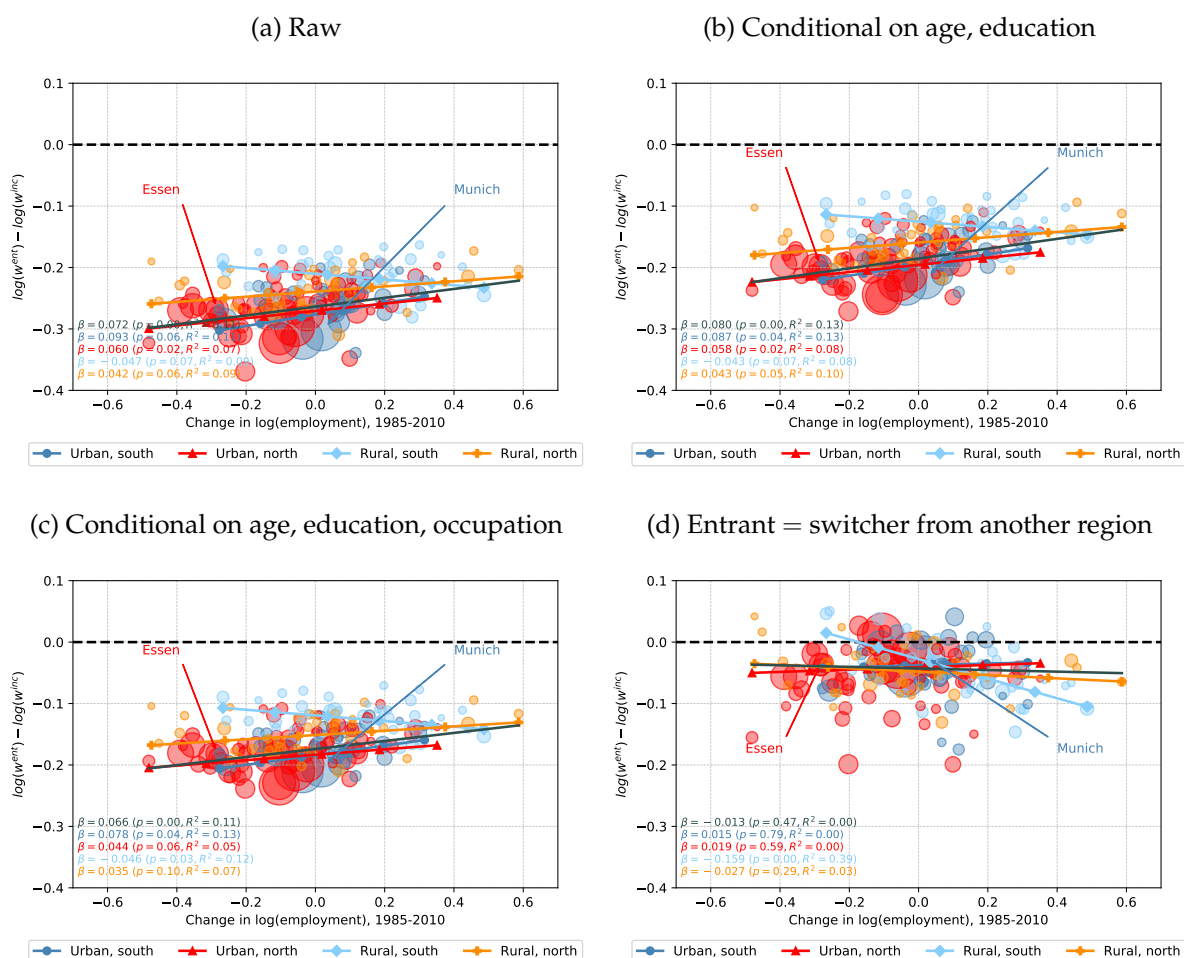 (a) Raw
0.1
0.0
−0.1
−0.2
−0.3
−0.4
log(w^{ent}) − log(w^{inc})
Essen
Munich
β = 0.093 (p = 0.06, R² =
β = 0.060 (p = 0.02, R² = 0.07)
β = −0.047 (p = 0.07, R² = 0.09)
β = 0.042 (p = 0.06, R² = 0.09)
−0.6 −0.4 −0.2 0.0 0.2 0.4 0.6
Change in log(employment), 1985-2010
Urban, south Urban, north Rural, south Rural, north
(b) Conditional on age, education
0.1
0.0
−0.1
−0.2
−0.3
−0.4
log(w^{ent}) − log(w^{inc})
Essen
Munich
β = 0.080 (p = 0.00, R² = 0.13)
β = 0.087 (p = 0.04, R² = 0.13)
β = 0.058 (p = 0.02, R² = 0.08)
β = −0.043 (p = 0.07, R² = 0.08)
β = 0.043 (p = 0.05, R² = 0.10)
−0.6 −0.4 −0.2 0.0 0.2 0.4 0.6
Change in log(employment), 1985-2010
Urban, south Urban, north Rural, south Rural, north
(c) Conditional on age, education, occupation
0.1
0.0
−0.1
−0.2
−0.3
−0.4
log(w^{ent}) − log(w^{inc})
Essen
Munich
β = 0.066 (p = 0.00, R² = 0.11)
β = 0.078 (p = 0.04, R² = 0.13)
β = 0.044 (p = 0.06, R² = 0.05)
β = −0.046 (p = 0.03, R² = 0.12)
β = 0.035 (p = 0.10, R² = 0.07)
−0.6 −0.4 −0.2 0.0 0.2 0.4 0.6
Change in log(employment), 1985-2010
Urban, south Urban, north Rural, south Rural, north
(d) Entrant = switcher from another region
0.1
0.0
−0.1
−0.2
−0.3
−0.4
log(w^{ent}) − log(w^{inc})
Essen
Munich
β = −0.013 (p = 0.47, R² = 0.00)
β = 0.015 (p = 0.79, R² = 0.00)
β = 0.019 (p = 0.59, R² = 0.00)
β = −0.159 (p = 0.00, R² = 0.39)
β = −0.027 (p = 0.29, R² = 0.03)
−0.6 −0.4 −0.2 0.0 0.2 0.4 0.6
Change in log(employment), 1985-2010
Urban, south Urban, north Rural, south Rural, north